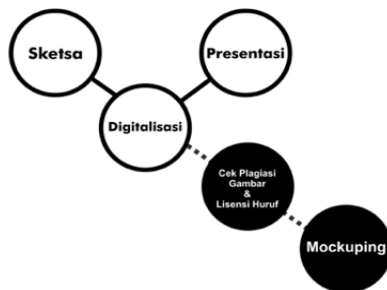 Sketsa
Presentasi
Digitalisasi
Cek Plagiasi
Gambar
&
Lisensi Huruf
Mockuping